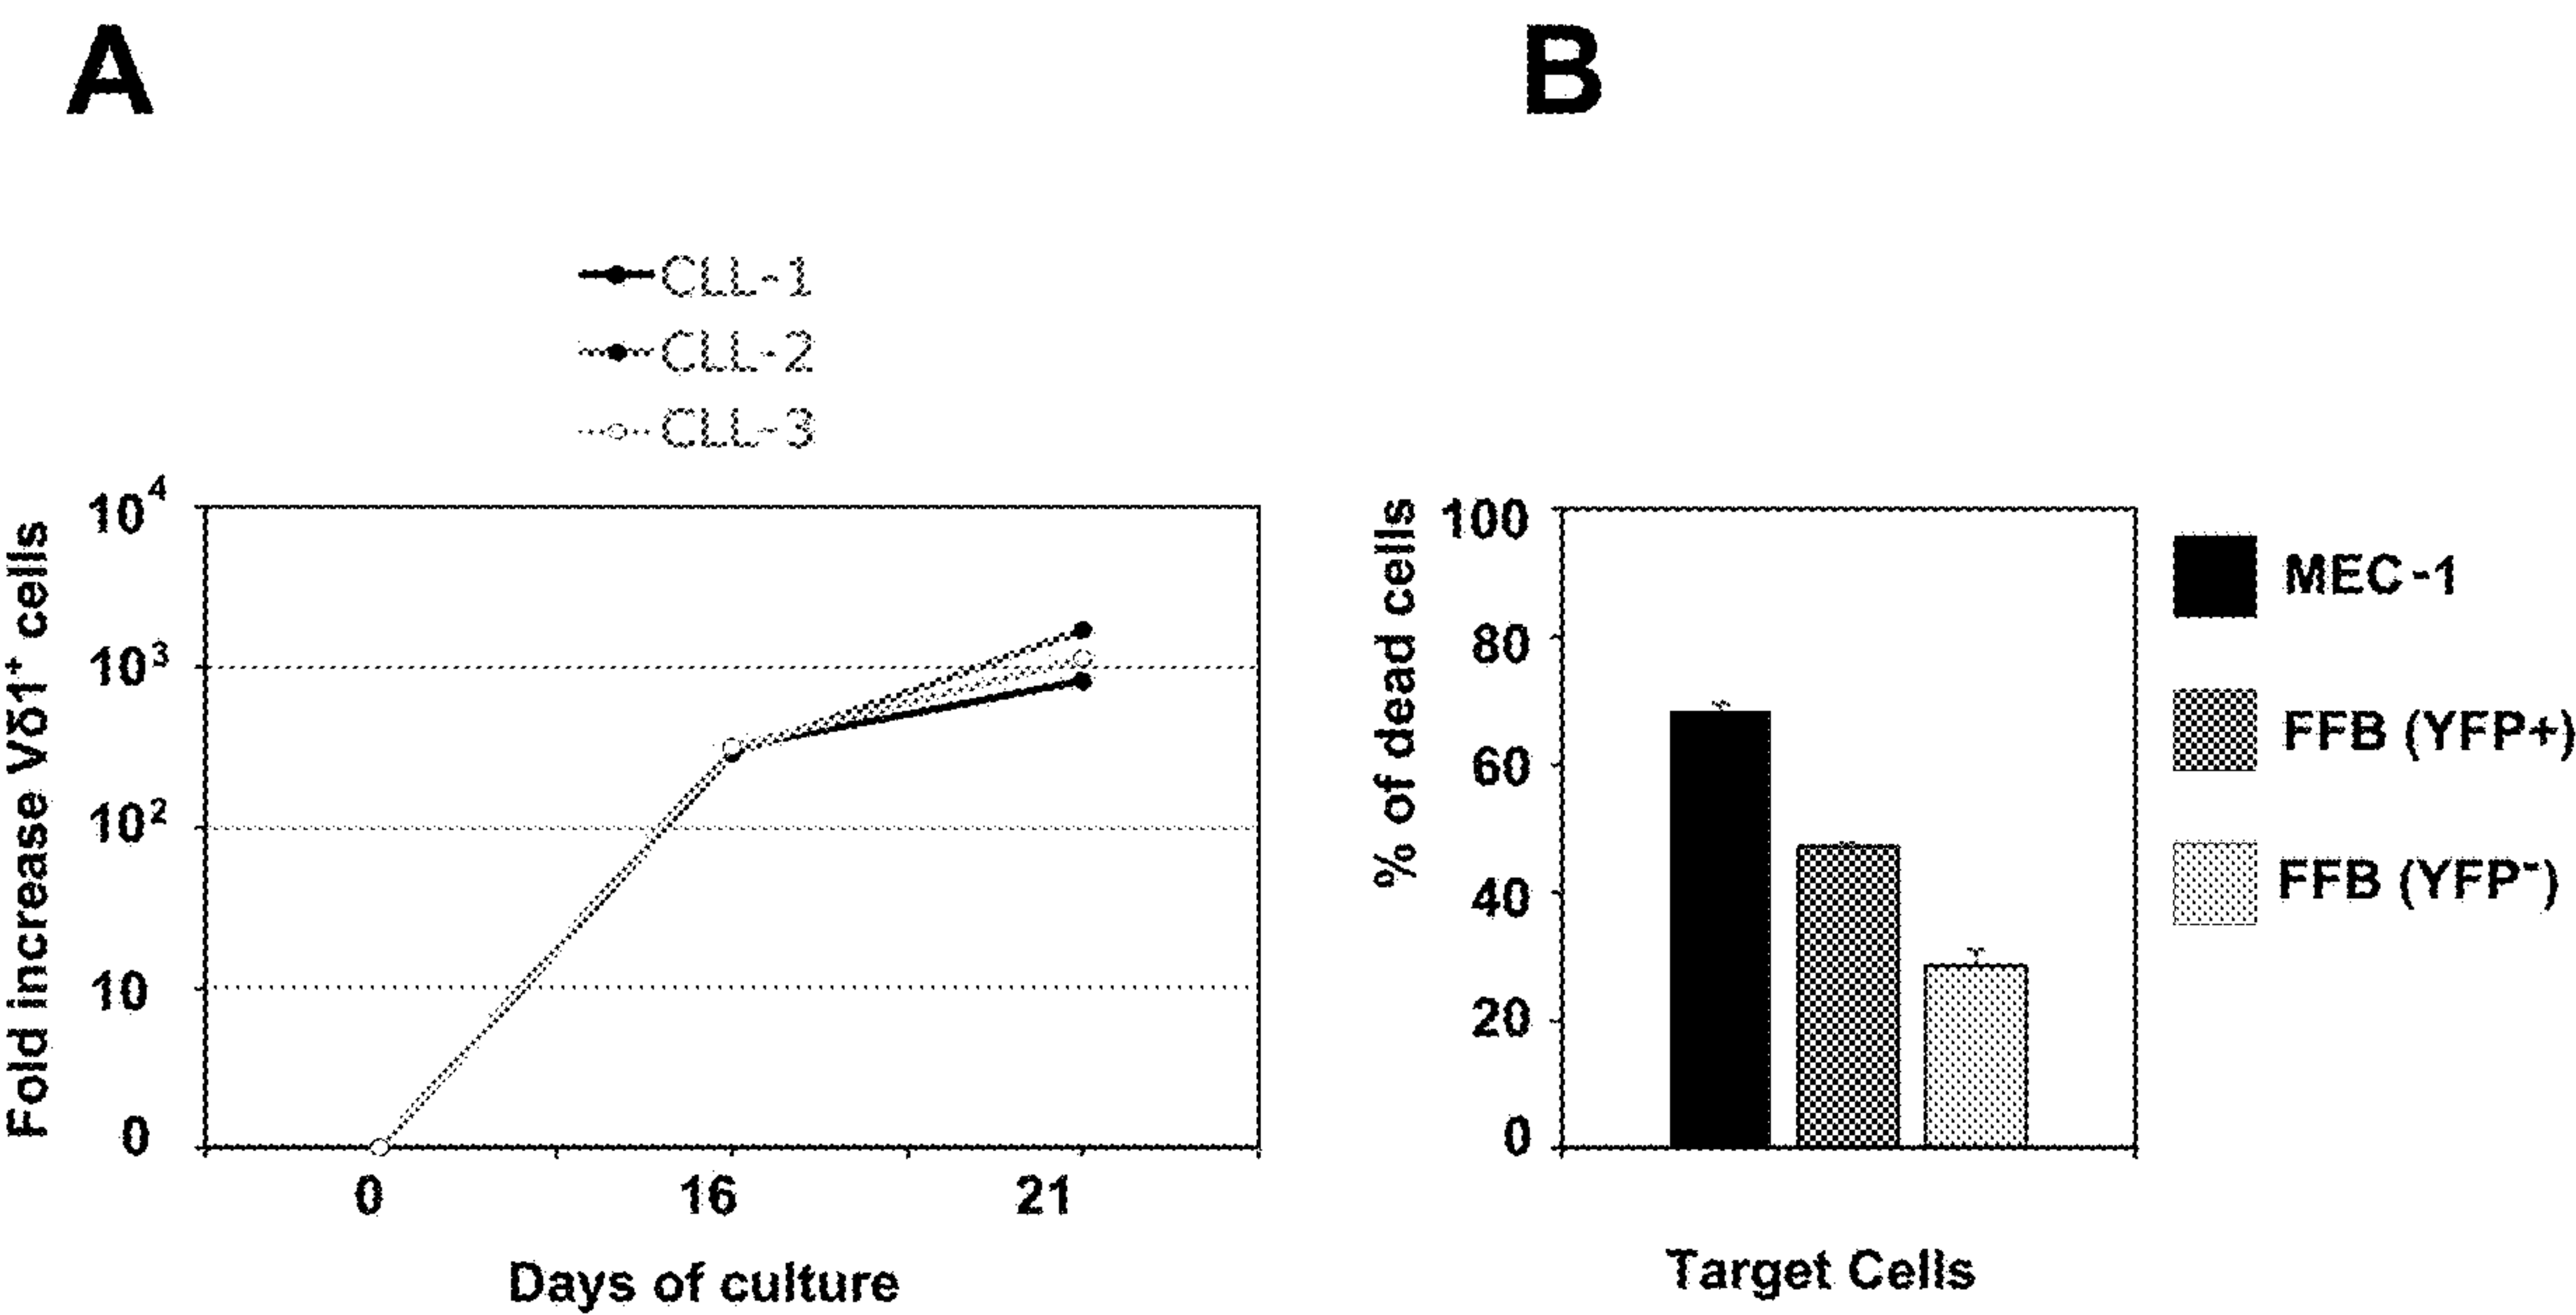 A
B
CLL-1
CLL-2
CLL-3
Fold increase Vδ1⁺ cells
10⁴
10³
10²
10
0
0 16 21
Days of culture
% of dead cells
100
80
60
40
20
0
Target Cells
MEC-1
FFB (YFP+)
FFB (YFP⁻)